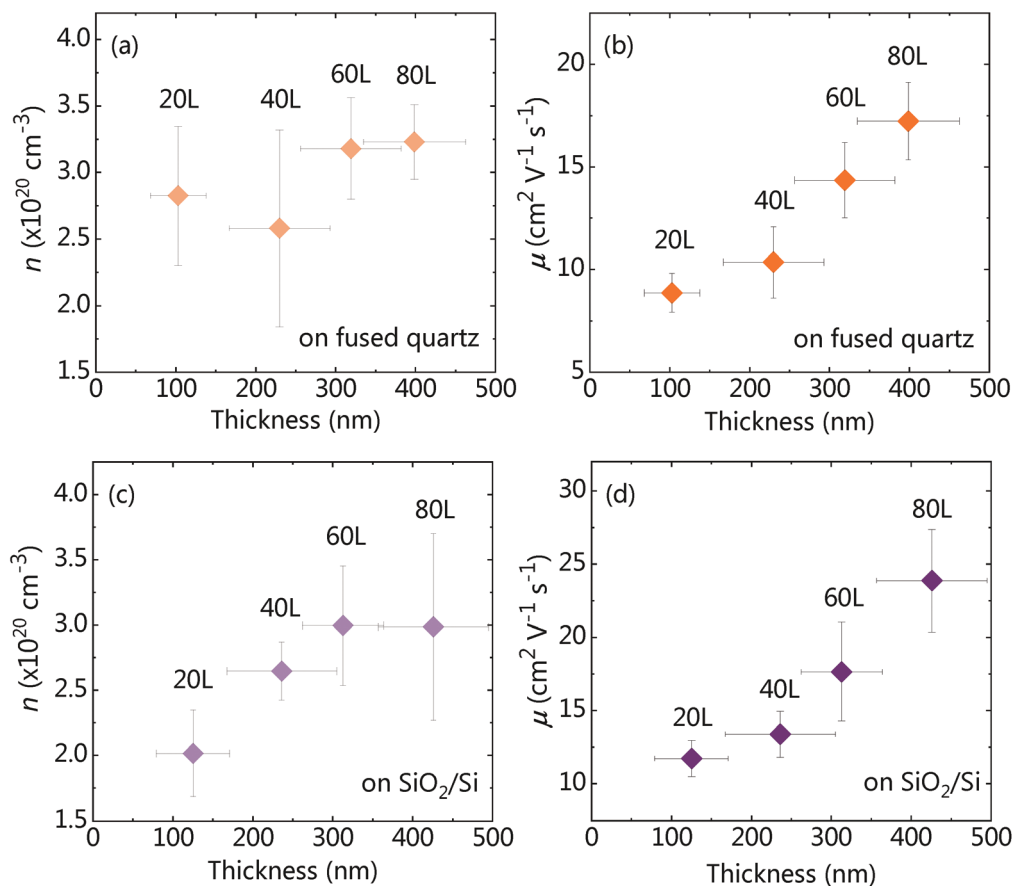 (a)
4.0
3.5
3.0
2.5
2.0
1.5
n (x10²⁰ cm⁻³)
20L
40L
60L
80L
on fused quartz
0 100 200 300 400 500
Thickness (nm)
(b)
20
15
10
5
μ (cm² V⁻¹ s⁻¹)
20L
40L
60L
80L
on fused quartz
0 100 200 300 400 500
Thickness (nm)
(c)
4.0
3.5
3.0
2.5
2.0
1.5
n (x10²⁰ cm⁻³)
20L
40L
60L
80L
on SiO₂/Si
0 100 200 300 400 500
Thickness (nm)
(d)
30
25
20
15
10
μ (cm² V⁻¹ s⁻¹)
20L
40L
60L
80L
on SiO₂/Si
0 100 200 300 400 500
Thickness (nm)